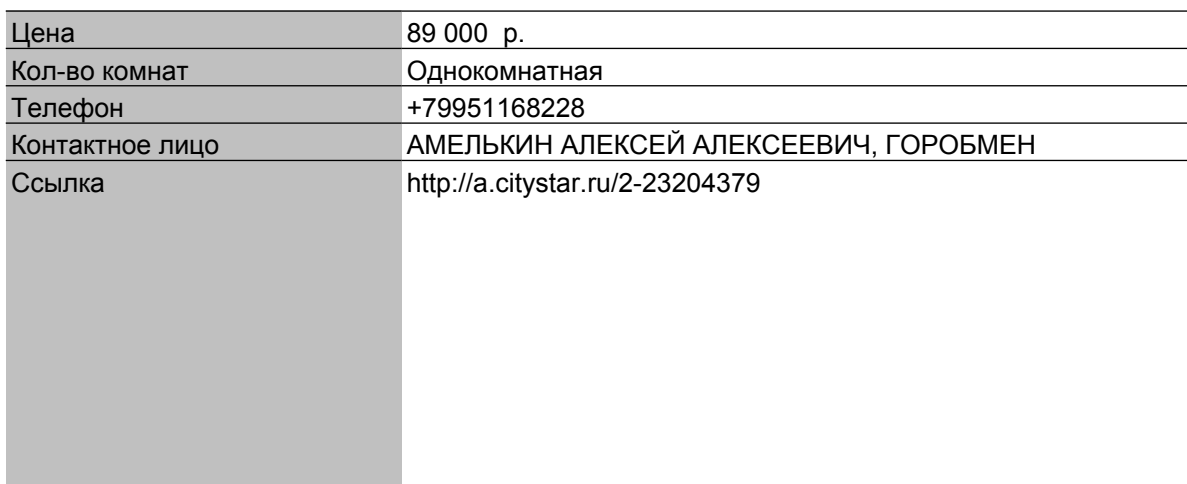 Цена 89 000 р.
Кол-во комнат Однокомнатная
Телефон +79951168228
Контактное лицо АМЕЛЬКИН АЛЕКСЕЙ АЛЕКСЕЕВИЧ, ГОРОБМЕН
Ссылка http://a.citystar.ru/2-23204379